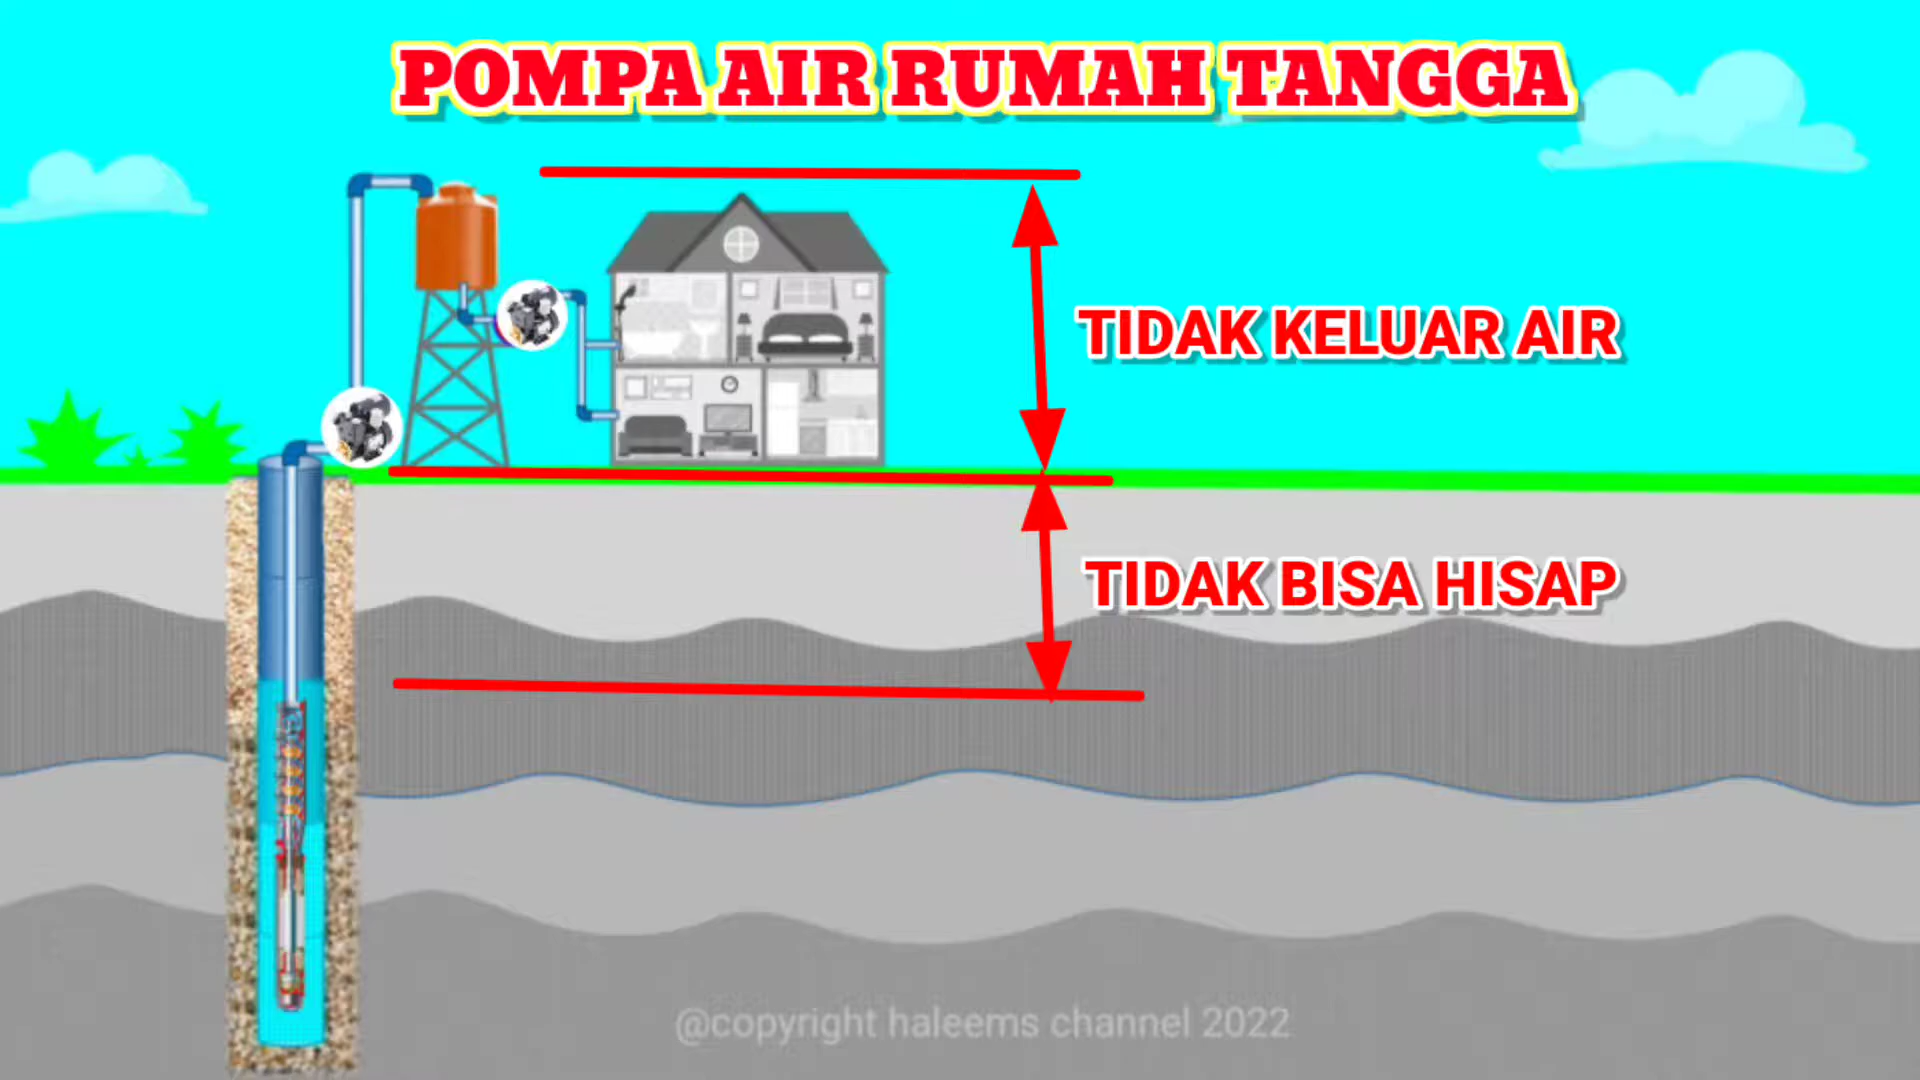 POMPA AIR RUMAH TANGGA
TIDAK KELUAR AIR
TIDAK BISA HISAP
@copyright haleems channel 2022